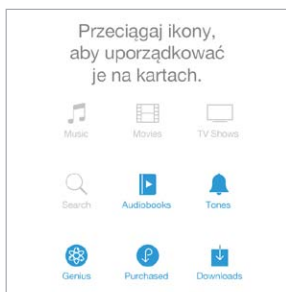 Przeciągaj ikony,
aby uporządkować
je na kartach.
Music Movies TV Shows
Search Audiobooks Tones
Genius Purchased Downloads